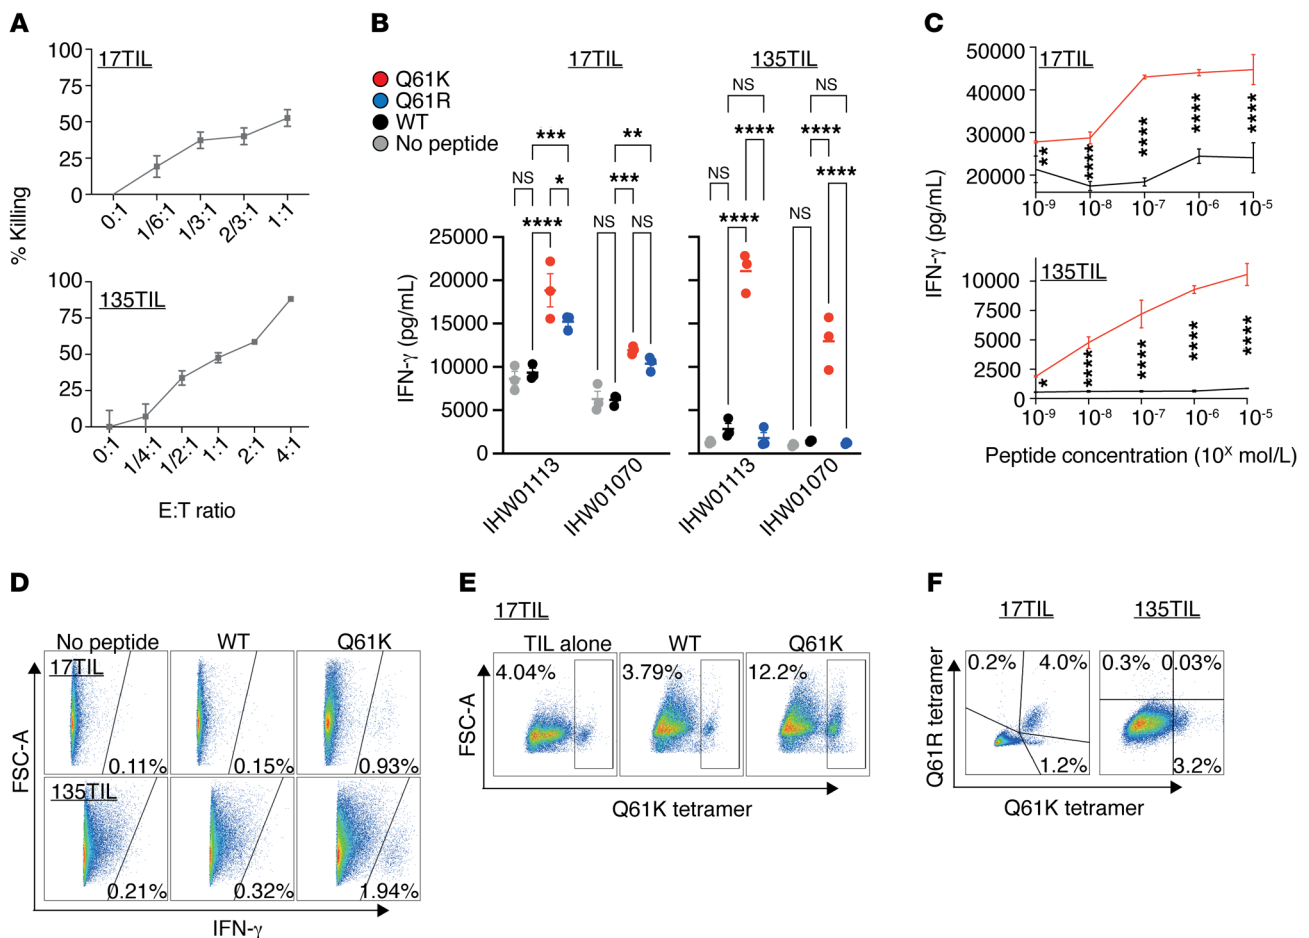 A
17TIL
100
75
50
25
0
0:1
1/6:1
1/3:1
2/3:1
1:1
% Killing
135TIL
100
75
50
25
0
0:1
1/4:1
1/2:1
1:1
2:1
4:1
E:T ratio
B
17TIL
135TIL
Q61K
Q61R
WT
No peptide
NS
NS
*** ** **** ****
NS * *** NS ****
**** NS NS **** NS
IFN-γ (pg/mL)
25000
20000
15000
10000
5000
0
IHW01113
IHW01070
IHW01113
IHW01070
C
17TIL
50000
40000
30000
20000
** **** **** **** ****
10⁻⁹ 10⁻⁸ 10⁻⁷ 10⁻⁶ 10⁻⁵
IFN-γ (pg/mL)
135TIL
10000
7500
5000
2500
0
* **** **** **** ****
10⁻⁹ 10⁻⁸ 10⁻⁷ 10⁻⁶ 10⁻⁵
Peptide concentration (10ˣ mol/L)
D
No peptide WT Q61K
17TIL
0.11% 0.15% 0.93%
135TIL
0.21% 0.32% 1.94%
FSC-A
IFN-γ
E
17TIL
TIL alone WT Q61K
4.04% 3.79% 12.2%
FSC-A
Q61K tetramer
F
17TIL 135TIL
0.2% 4.0% 0.3% 0.03%
1.2% 3.2%
Q61R tetramer
Q61K tetramer